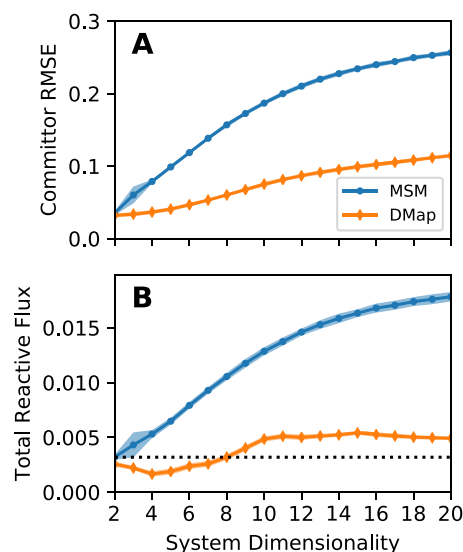 A
0.3
0.2
0.1
0.0
Committor RMSE
MSM
DMap
B
0.015
0.010
0.005
0.000
Total Reactive Flux
2 4 6 8 10 12 14 16 18 20
System Dimensionality